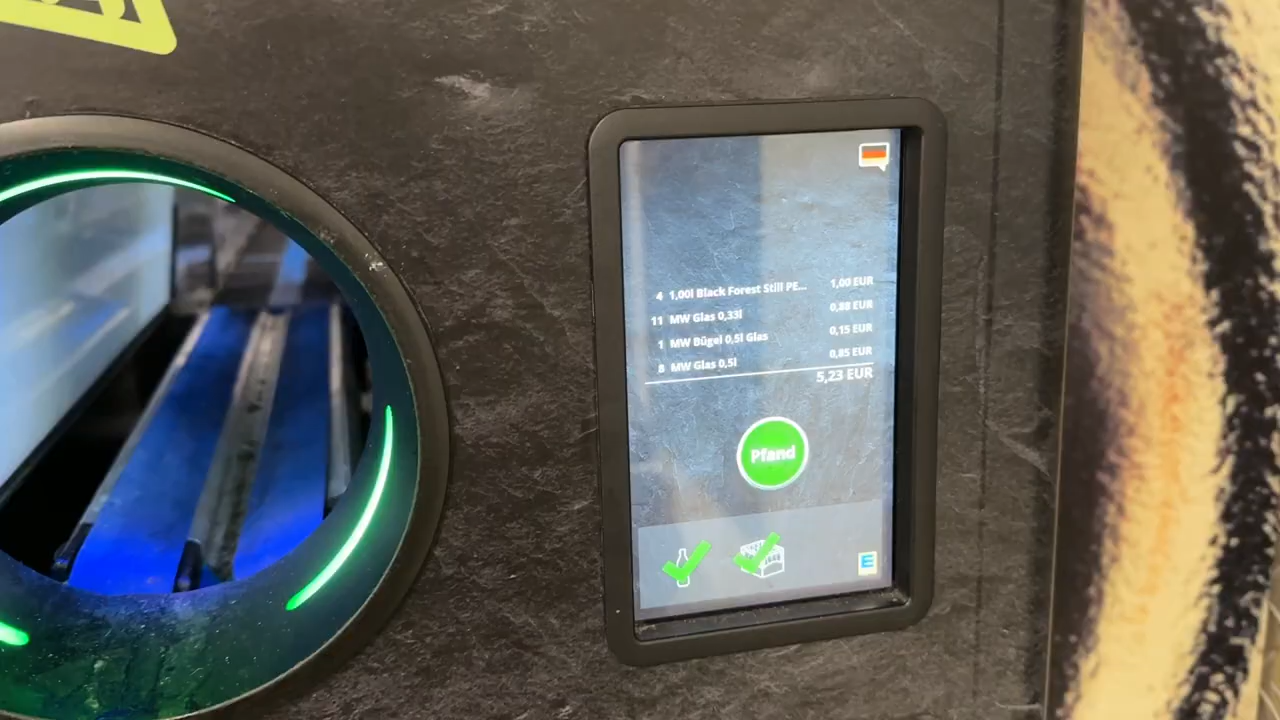 4 1,00l Black Forest Still PE... 1,00 EUR
11 MW Glas 0,33l 0,88 EUR
1 MW Bügel 0,5l Glas 0,15 EUR
8 MW Glas 0,5l 0,85 EUR
5,23 EUR
Pfand
E